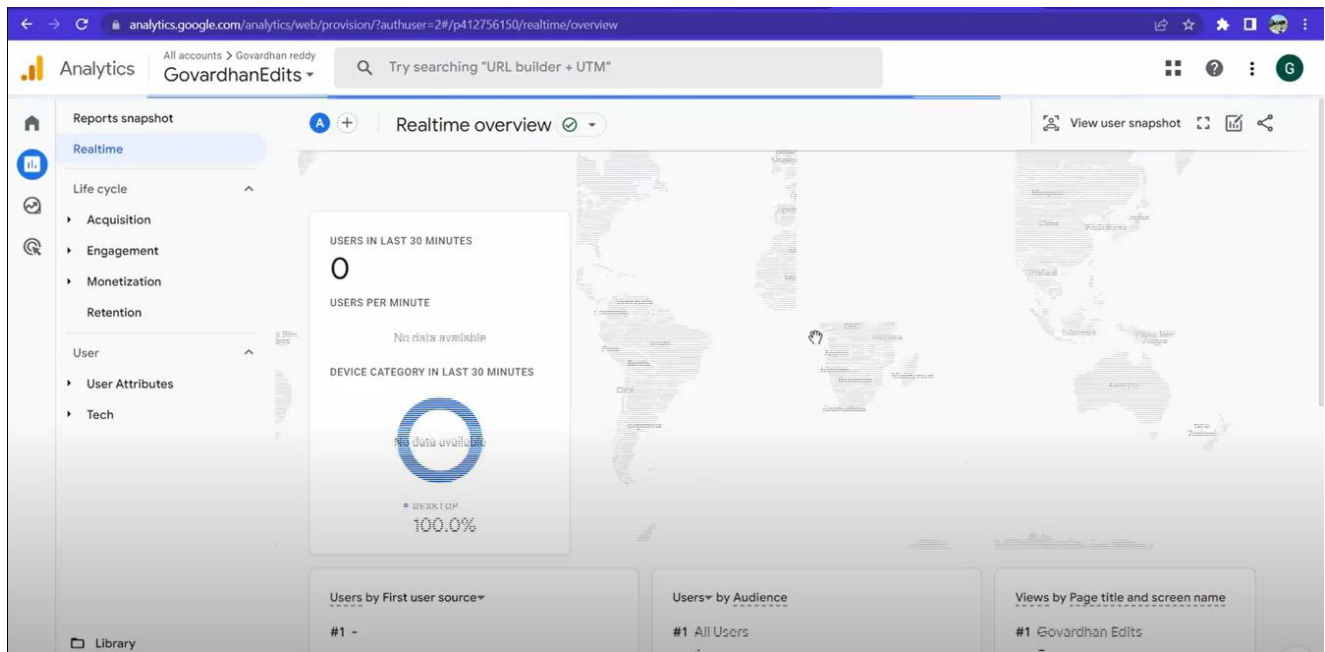 analytics.google.com/analytics/web/provision/?authuser=2#/p412756150/realtime/overview
Analytics
All accounts > Govardhan reddy
GovardhanEdits
Try searching "URL builder + UTM"
G
Reports snapshot
Realtime
Life cycle
Acquisition
Engagement
Monetization
Retention
User
User Attributes
Tech
Library
A
Realtime overview
View user snapshot
USERS IN LAST 30 MINUTES
0
USERS PER MINUTE
No data available
DEVICE CATEGORY IN LAST 30 MINUTES
No data available
DESKTOP
100.0%
Users by First user source
#1 -
Users by Audience
#1 All Users
Views by Page title and screen name
#1 Govardhan Edits